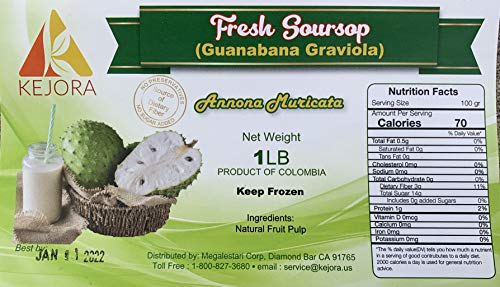 Fresh Soursop
(Guanabana Graviola)
KEJORA
NO PRESERVATIVES
Source of
Dietary
Fiber
NO SUGAR ADDED
Annona Muricata
Net Weight
1LB
PRODUCT OF COLOMBIA
Keep Frozen
Ingredients:
Natural Fruit Pulp
Best by:
JAN 01 2022
Distributed by: Megalestari Corp, Diamond Bar CA 91765
Toll Free : 1-800-827-3680 • email : service@kejora.us
Nutrition Facts
Serving Size 100 gr
Amount Per Serving
Calories 70
% Daily Value*
Total Fat 0.5g 0%
Saturated Fat 0g 0%
Tans Fat 0g
Cholesterol 0mg 0%
Sodium 0mg 0%
Total Carbohydrate 0g 0%
Dietary Fiber 3g 11%
Total Sugar 14g
Includes 0g added Sugars 0%
Protein 1g 2%
Vitamin D 0mcg 0%
Calcium 0mg 0%
Iron 0mg 0%
Potassium 0mg 0%
* The % daily value(DV) tells you how much a nutrient
in a serving of food contrubutes to a daily diet.
2000 calories a day is used for general nutrition
advice.